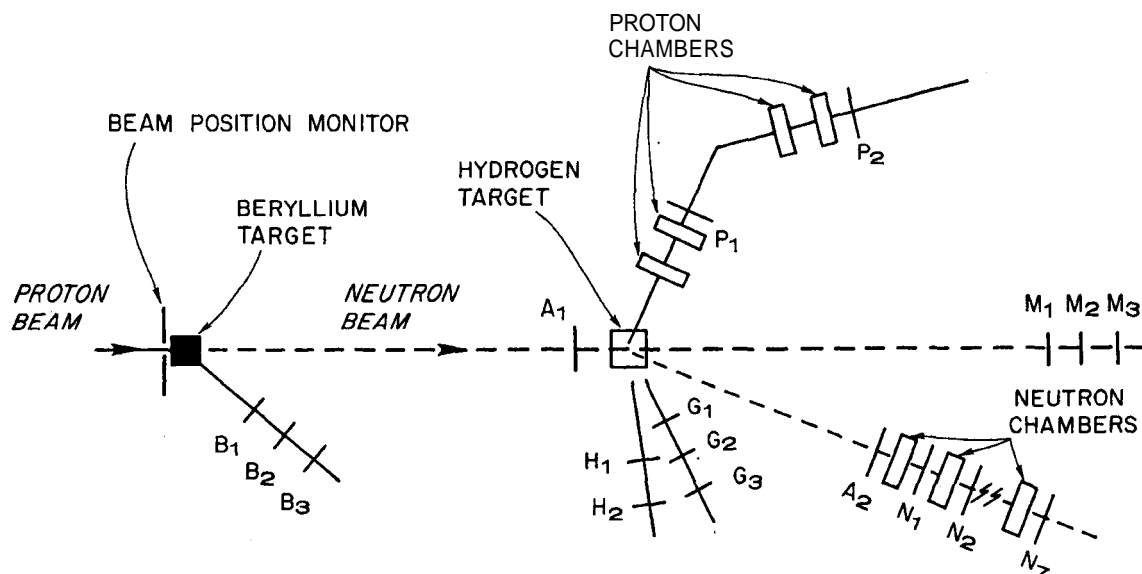 PROTON
CHAMBERS
BEAM POSITION MONITOR
P2
HYDROGEN
TARGET
BERYLLIUM
TARGET
P1
PROTON
BEAM
NEUTRON
BEAM
A1
M1 M2 M3
NEUTRON
CHAMBERS
G1
B1
H1
G2
B2
G3
B3
H2
A2
N1
N2
N7